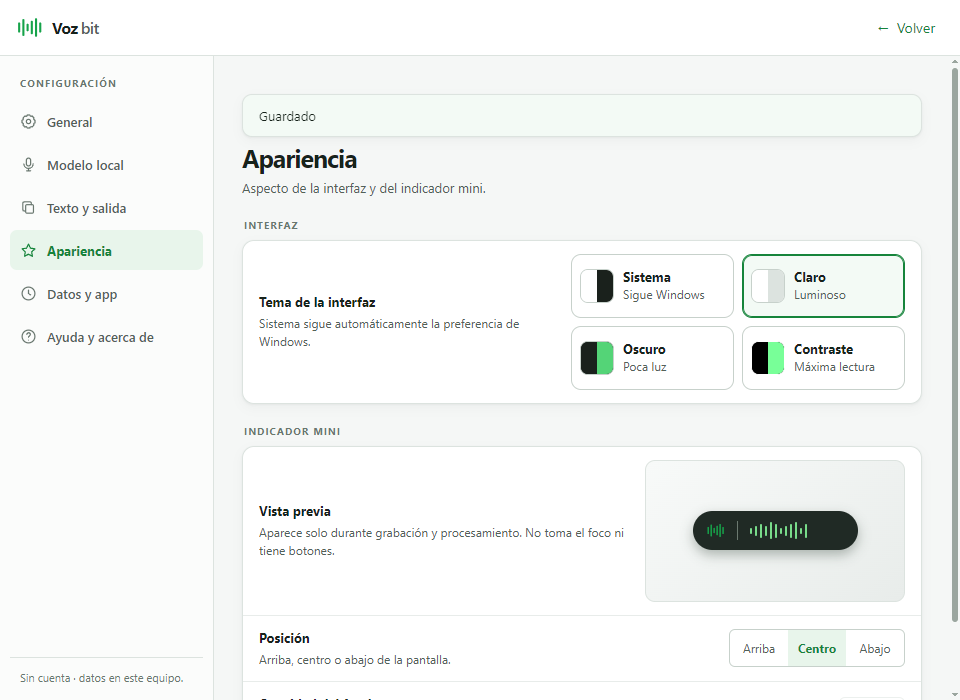 Voz bit
← Volver
CONFIGURACIÓN
General
Modelo local
Texto y salida
Apariencia
Datos y app
Ayuda y acerca de
Sin cuenta · datos en este equipo.
Guardado
Apariencia
Aspecto de la interfaz y del indicador mini.
INTERFAZ
Tema de la interfaz
Sistema sigue automáticamente la preferencia de
Windows.
Sistema
Sigue Windows
Claro
Luminoso
Oscuro
Poca luz
Contraste
Máxima lectura
INDICADOR MINI
Vista previa
Aparece solo durante grabación y procesamiento. No toma el foco ni
tiene botones.
Posición
Arriba, centro o abajo de la pantalla.
Arriba
Centro
Abajo